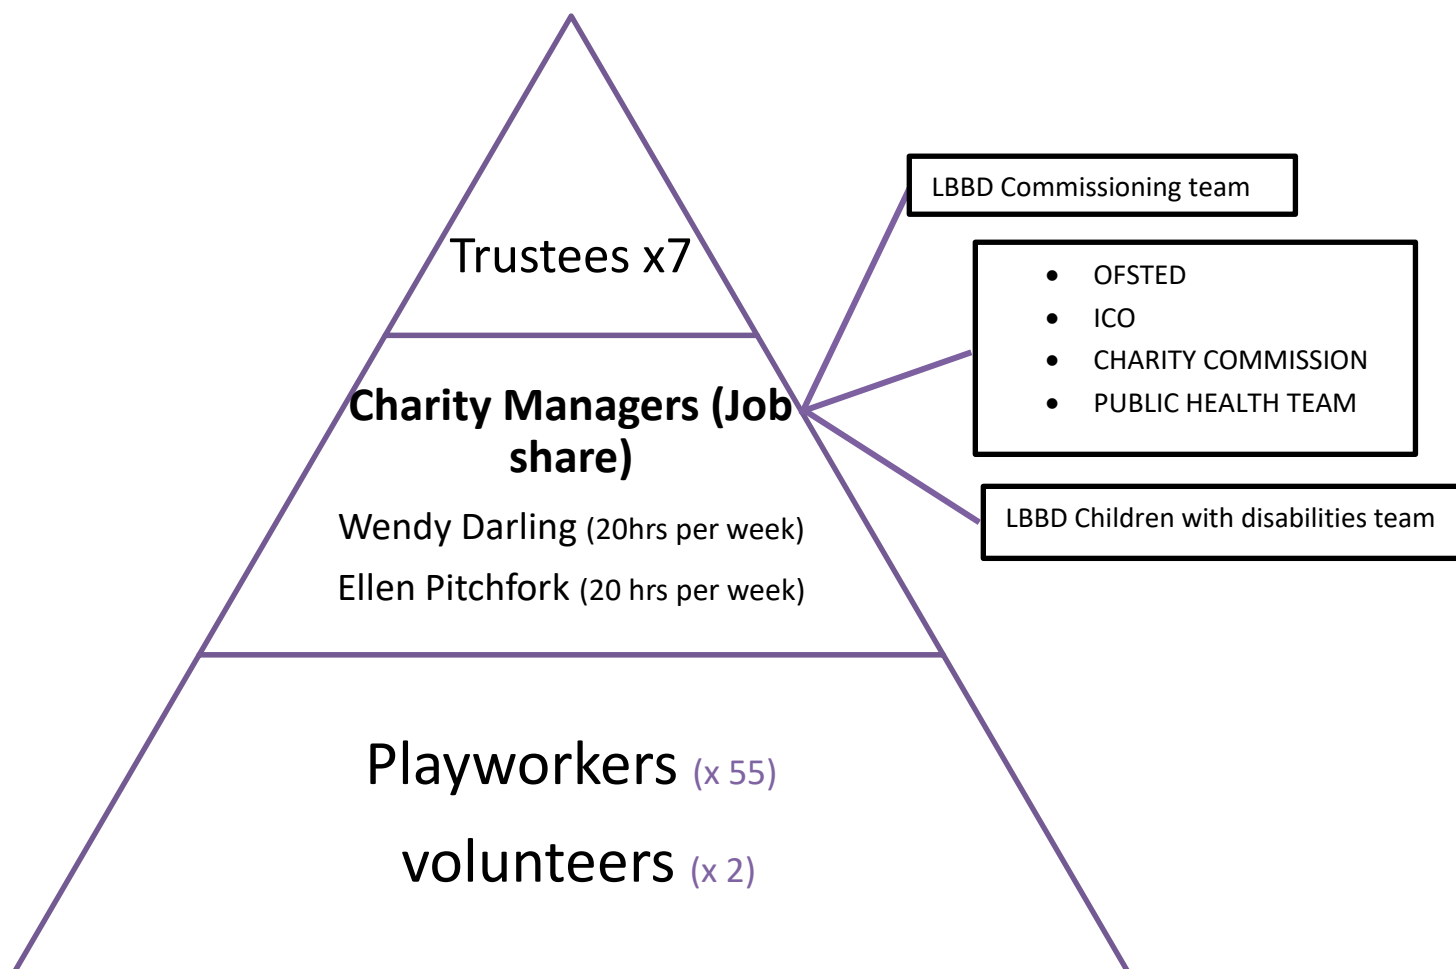 Trustees x7
Charity Managers (Job
share)
Wendy Darling (20hrs per week)
Ellen Pitchfork (20 hrs per week)
Playworkers (x 55)
volunteers (x 2)
LBBD Commissioning team
• OFSTED
• ICO
• CHARITY COMMISSION
• PUBLIC HEALTH TEAM
LBBD Children with disabilities team